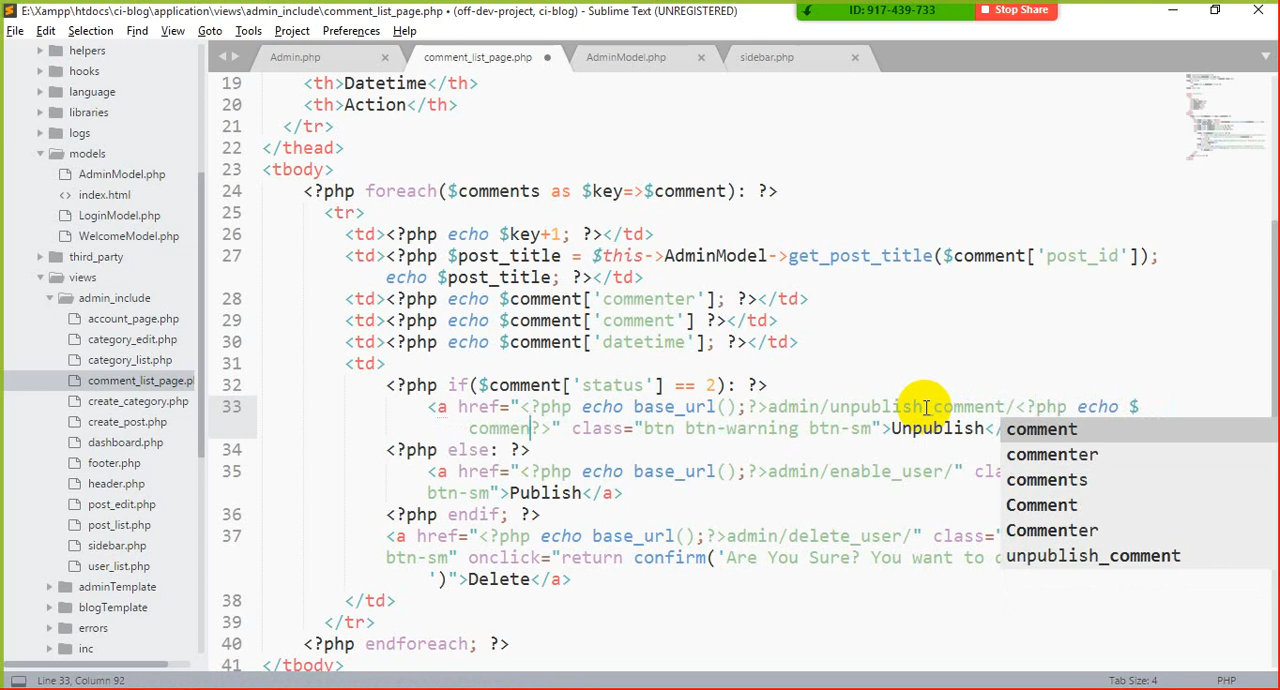 E:\Xampp\htdocs\ci-blog\application\views\admin_include\comment_list_page.php • (off-dev-project, ci-blog) - Sublime Text (UNREGISTERED)
ID: 917-439-733
Stop Share
File Edit Selection Find View Goto Tools Project Preferences Help
helpers
hooks
language
libraries
logs
models
AdminModel.php
index.html
LoginModel.php
WelcomeModel.php
third_party
views
admin_include
account_page.php
category_edit.php
category_list.php
comment_list_page.p
create_category.php
create_post.php
dashboard.php
footer.php
header.php
post_edit.php
post_list.php
sidebar.php
user_list.php
adminTemplate
blogTemplate
errors
inc
Admin.php comment_list_page.php AdminModel.php sidebar.php
19 <th>Datetime</th>
20 <th>Action</th>
21 </tr>
22 </thead>
23 <tbody>
24 <?php foreach($comments as $key=>$comment): ?>
25 <tr>
26 <td><?php echo $key+1; ?></td>
27 <td><?php $post_title = $this->AdminModel->get_post_title($comment['post_id']);
echo $post_title; ?></td>
28 <td><?php echo $comment['commenter']; ?></td>
29 <td><?php echo $comment['comment'] ?></td>
30 <td><?php echo $comment['datetime']; ?></td>
31 <td>
32 <?php if($comment['status'] == 2): ?>
33 <a href="<?php echo base_url();?>admin/unpublish_comment/<?php echo $
commen?>" class="btn btn-warning btn-sm">Unpublish</
34 <?php else: ?>
35 <a href="<?php echo base_url();?>admin/enable_user/" cla
btn-sm">Publish</a>
36 <?php endif; ?>
37 <a href="<?php echo base_url();?>admin/delete_user/" class=
btn-sm" onclick="return confirm('Are You Sure? You want to
')">Delete</a>
38 </td>
39 </tr>
40 <?php endforeach; ?>
41 </tbody>
comment
commenter
comments
Comment
Commenter
unpublish_comment
Line 33, Column 92
Tab Size: 4
PHP